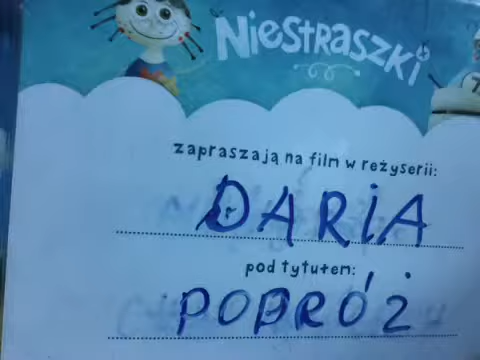 NiESTRASZKi
zapraszają na film w reżyserii:
DARiA
pod tytułem:
PODRÓŻ